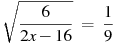 √(6/(2x − 16)) = 1/9